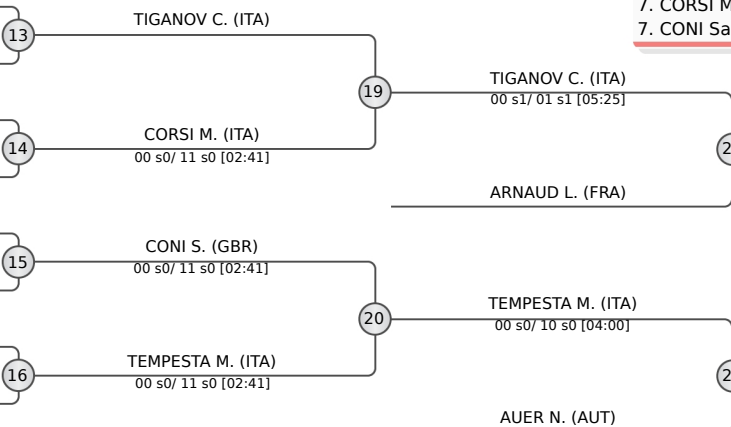 7. CORSI M
7. CONI Sa
TIGANOV C. (ITA)
13
19
TIGANOV C. (ITA)
00 s1/ 01 s1 [05:25]
CORSI M. (ITA)
14
00 s0/ 11 s0 [02:41]
2
ARNAUD L. (FRA)
CONI S. (GBR)
15
00 s0/ 11 s0 [02:41]
20
TEMPESTA M. (ITA)
00 s0/ 10 s0 [04:00]
TEMPESTA M. (ITA)
16
00 s0/ 11 s0 [02:41]
2
AUER N. (AUT)